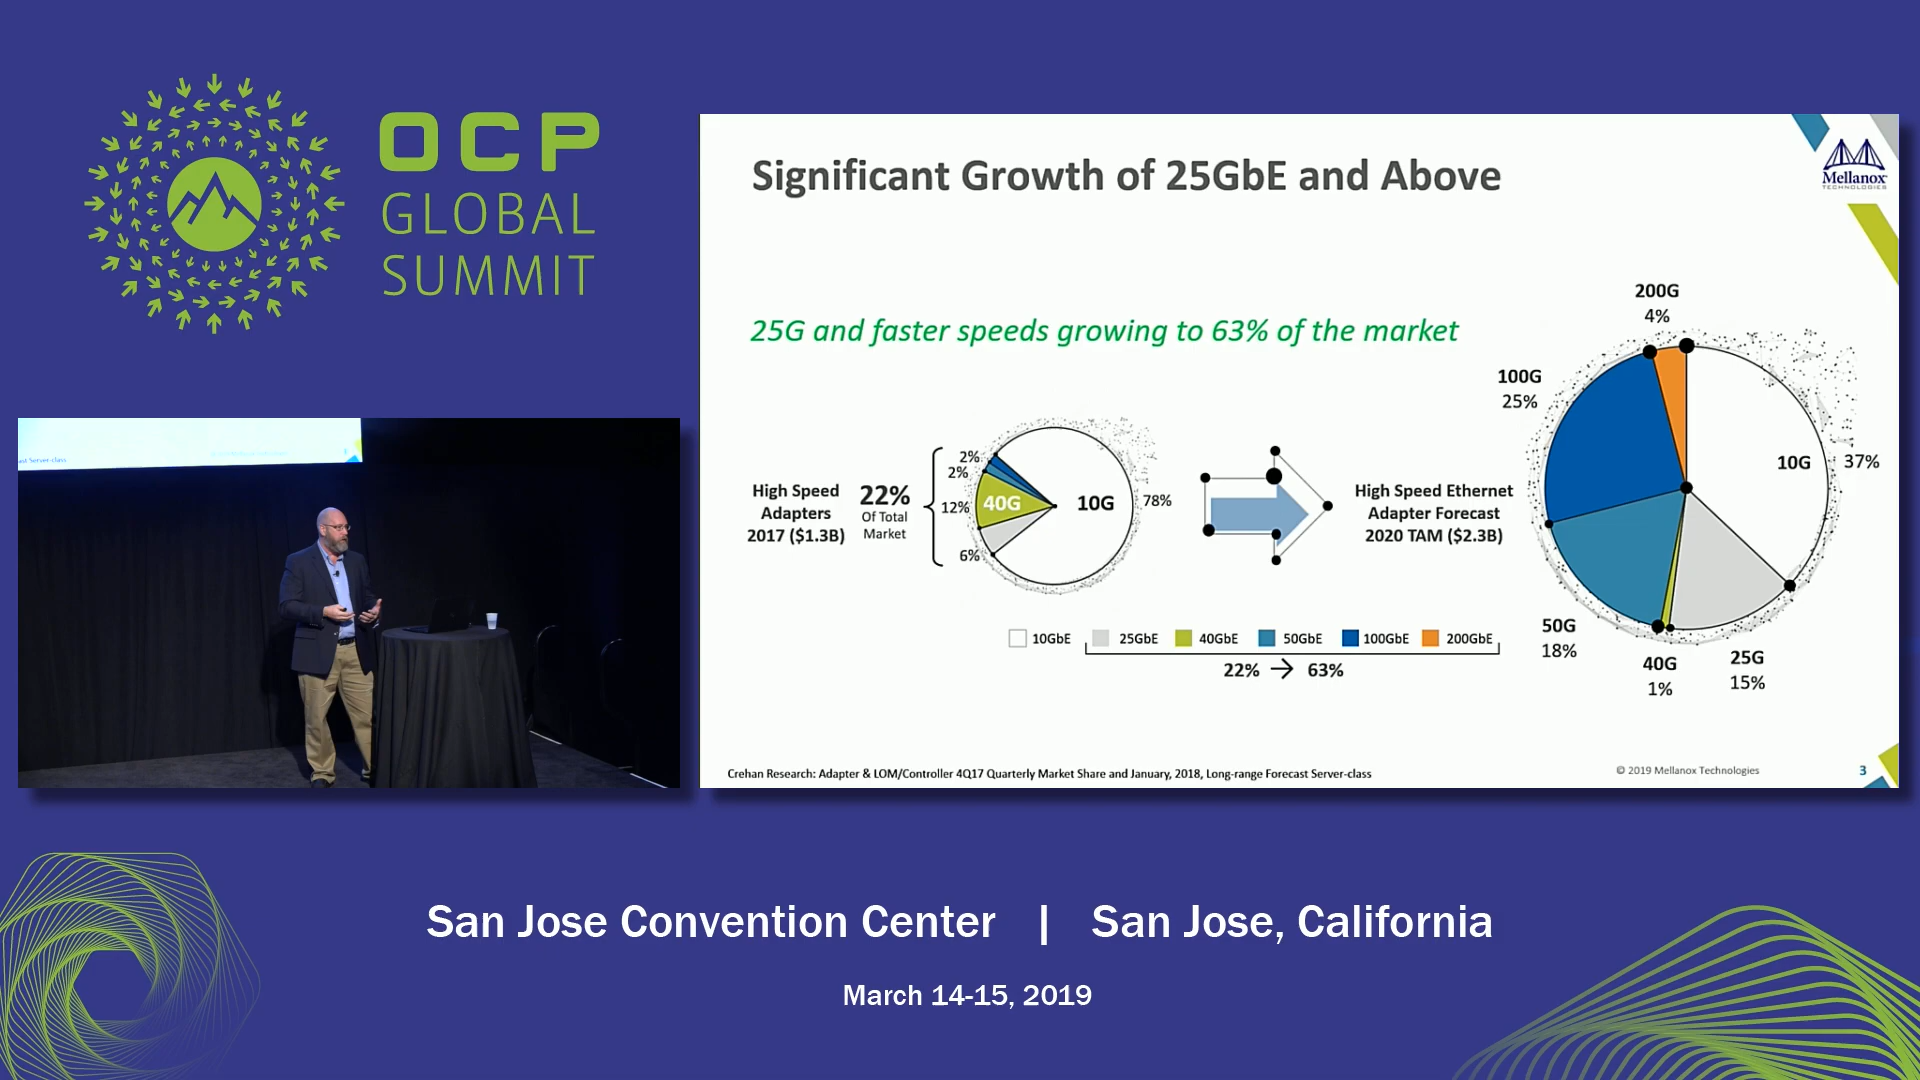 OCP
GLOBAL
SUMMIT
Significant Growth of 25GbE and Above
Mellanox
TECHNOLOGIES
25G and faster speeds growing to 63% of the market
High Speed
Adapters
2017 ($1.3B)
22%
Of Total
Market
2%
2%
12%
6%
40G
10G
78%
High Speed Ethernet
Adapter Forecast
2020 TAM ($2.3B)
200G
4%
100G
25%
10G
37%
50G
18%
40G
1%
25G
15%
10GbE 25GbE 40GbE 50GbE 100GbE 200GbE
22% → 63%
Crehan Research: Adapter & LOM/Controller 4Q17 Quarterly Market Share and January, 2018, Long-range Forecast Server-class
© 2019 Mellanox Technologies
3
ast Server-class
San Jose Convention Center | San Jose, California
March 14-15, 2019